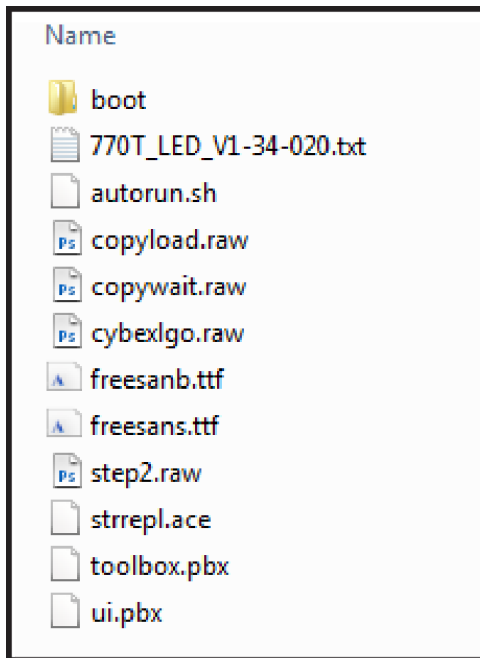 Name
boot
770T_LED_V1-34-020.txt
autorun.sh
copyload.raw
copywait.raw
cybexlgo.raw
freesanb.ttf
freesans.ttf
step2.raw
strrepl.ace
toolbox.pbx
ui.pbx